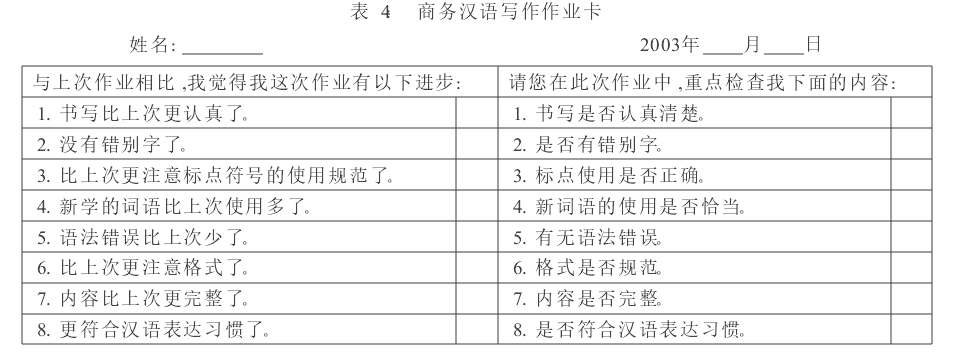 表 4 商务汉语写作作业卡
姓名: ________ 2003年____月____日
与上次作业相比,我觉得我这次作业有以下进步: 请您在此次作业中,重点检查我下面的内容:
1. 书写比上次更认真了。 1. 书写是否认真清楚。
2. 没有错别字了。 2. 是否有错别字。
3. 比上次更注意标点符号的使用规范了。 3. 标点使用是否正确。
4. 新学的词语比上次使用多了。 4. 新词语的使用是否恰当。
5. 语法错误比上次少了。 5. 有无语法错误。
6. 比上次更注意格式了。 6. 格式是否规范。
7. 内容比上次更完整了。 7. 内容是否完整。
8. 更符合汉语表达习惯了。 8. 是否符合汉语表达习惯。